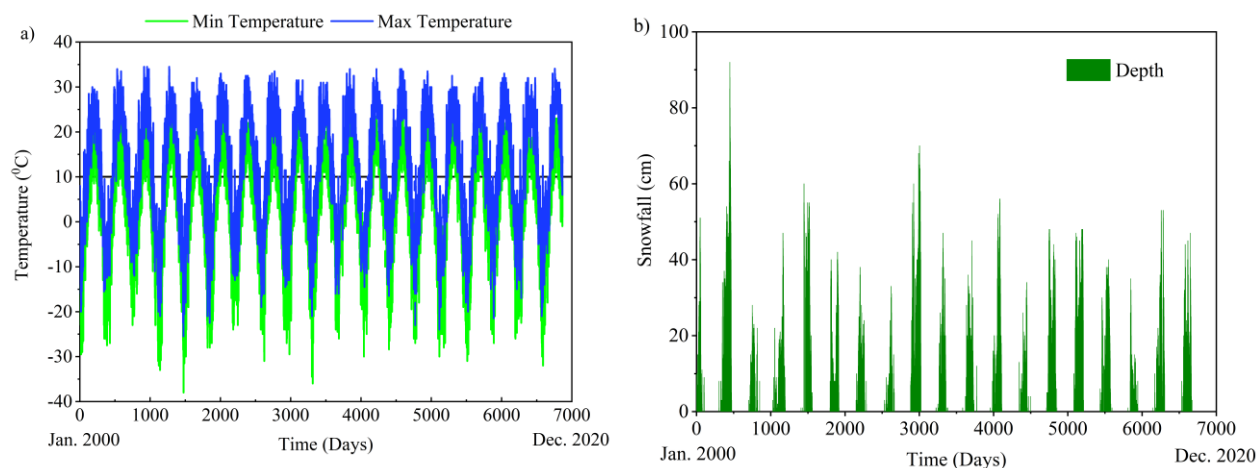 a)
Min Temperature Max Temperature
Temperature (⁰C)
40
30
20
10
0
-10
-20
-30
-40
0 1000 2000 3000 4000 5000 6000 7000
Jan. 2000 Time (Days) Dec. 2020
b)
Depth
Snowfall (cm)
100
80
60
40
20
0
0 1000 2000 3000 4000 5000 6000 7000
Jan. 2000 Time (Days) Dec. 2020